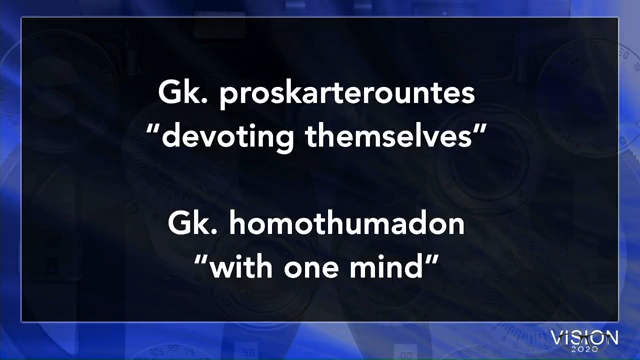 Gk. proskarterountes
“devoting themselves”
Gk. homothumadon
“with one mind”
VISION
2020